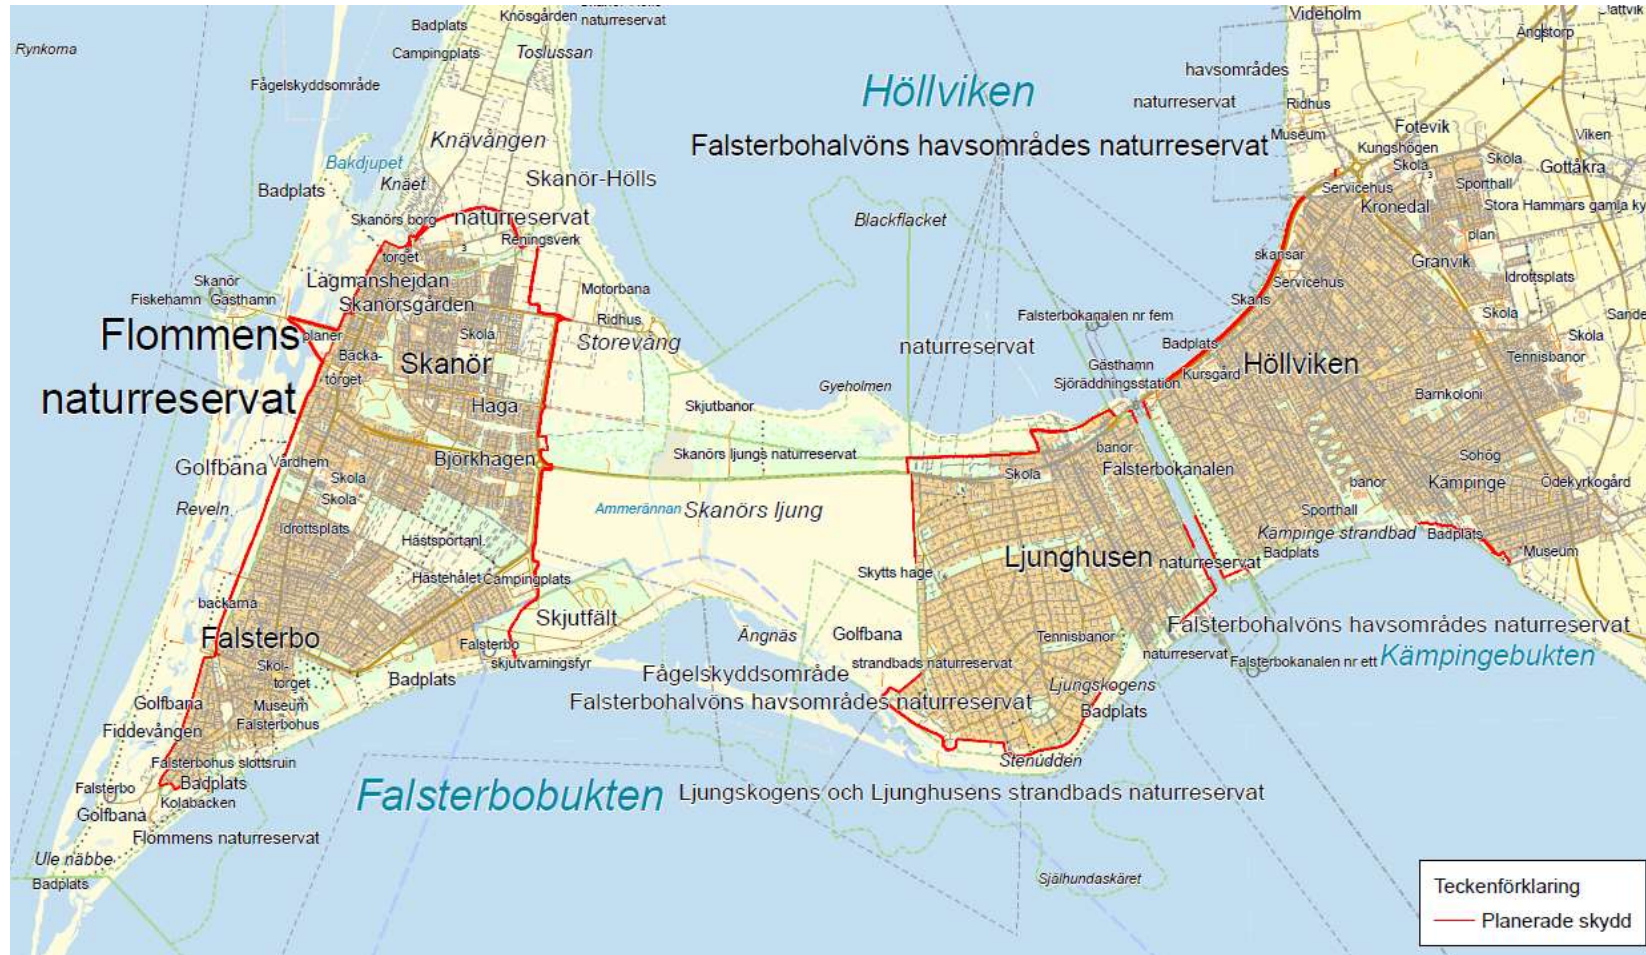 Knösgården
naturreservat
Videholm
Ängstorp
Badplats
Rynkorna
Campingplats
Toslussan
Höllviken
havsområdes
Fågelskyddsområde
naturreservat
Ridhus
Knävången
Falsterbohalvöns havsområdes naturreservat
Museum
Fotevik
Viken
Kungshögen
Bakdjupet
Skola
Skola
Gottåkra
Badplats
Knäet
Skanör-Hölls
Servicehus
Sporthall
Kronedal
Stora Hammars gamla ky
Skanörs borg
naturreservat
Blackflacket
plan
Reningsverk
torget
skansar
Granvik
Skanör
Lagmanshejdan
Motorbana
Servicehus
Idrottsplats
Fiskehamn
Gästhamn
Skanörsgården
Skans
Ridhus
Falsterbokanalen nr fem
Skola
Sande
Flommens
planer
Skola
Storevång
naturreservat
Badplats
Skola
Bäcka-
torget
Skanör
Gästhamn
Höllviken
Tennisbanor
Sjöräddningsstation
Kursgård
Gyeholmen
naturreservat
Haga
Skjutbanor
Barnkoloni
Golfbana
Vårdhem
Björkhagen
Skanörs ljungs naturreservat
banor
Falsterbokanalen
Sohög
Skola
Skola
Kämpinge
Ödekyrkogård
banor
Reveln
Skola
Ammerännan
Skanörs ljung
Sporthall
Idrottsplats
Kämpinge strandbad
Badplats
Hästsportanl.
Ljunghusen
naturreservat
Badplats
Museum
Hästehålet
Campingplats
Skytts hage
backarna
Skjutfält
Falsterbo
Ängnäs
Golfbana
Tennisbanor
Falsterbohalvöns havsområdes naturreservat
Falsterbo
skjutvarningsfyr
naturreservat
Falsterbokanalen nr ett
Kämpingebukten
Skol-
torget
Badplats
Fågelskyddsområde
strandbads naturreservat
Ljungskogens
Golfbana
Museum
Falsterbohalvöns havsområdes naturreservat
Badplats
Fiddevången
Falsterbohus
Falsterbohus slottsruin
Stenudden
Falsterbo
Badplats
Kolabacken
Falsterbobukten
Ljungskogens och Ljunghusens strandbads naturreservat
Golfbana
Flommens naturreservat
Ule näbbe
Badplats
Själhundaskäret
Teckenförklaring
Planerade skydd